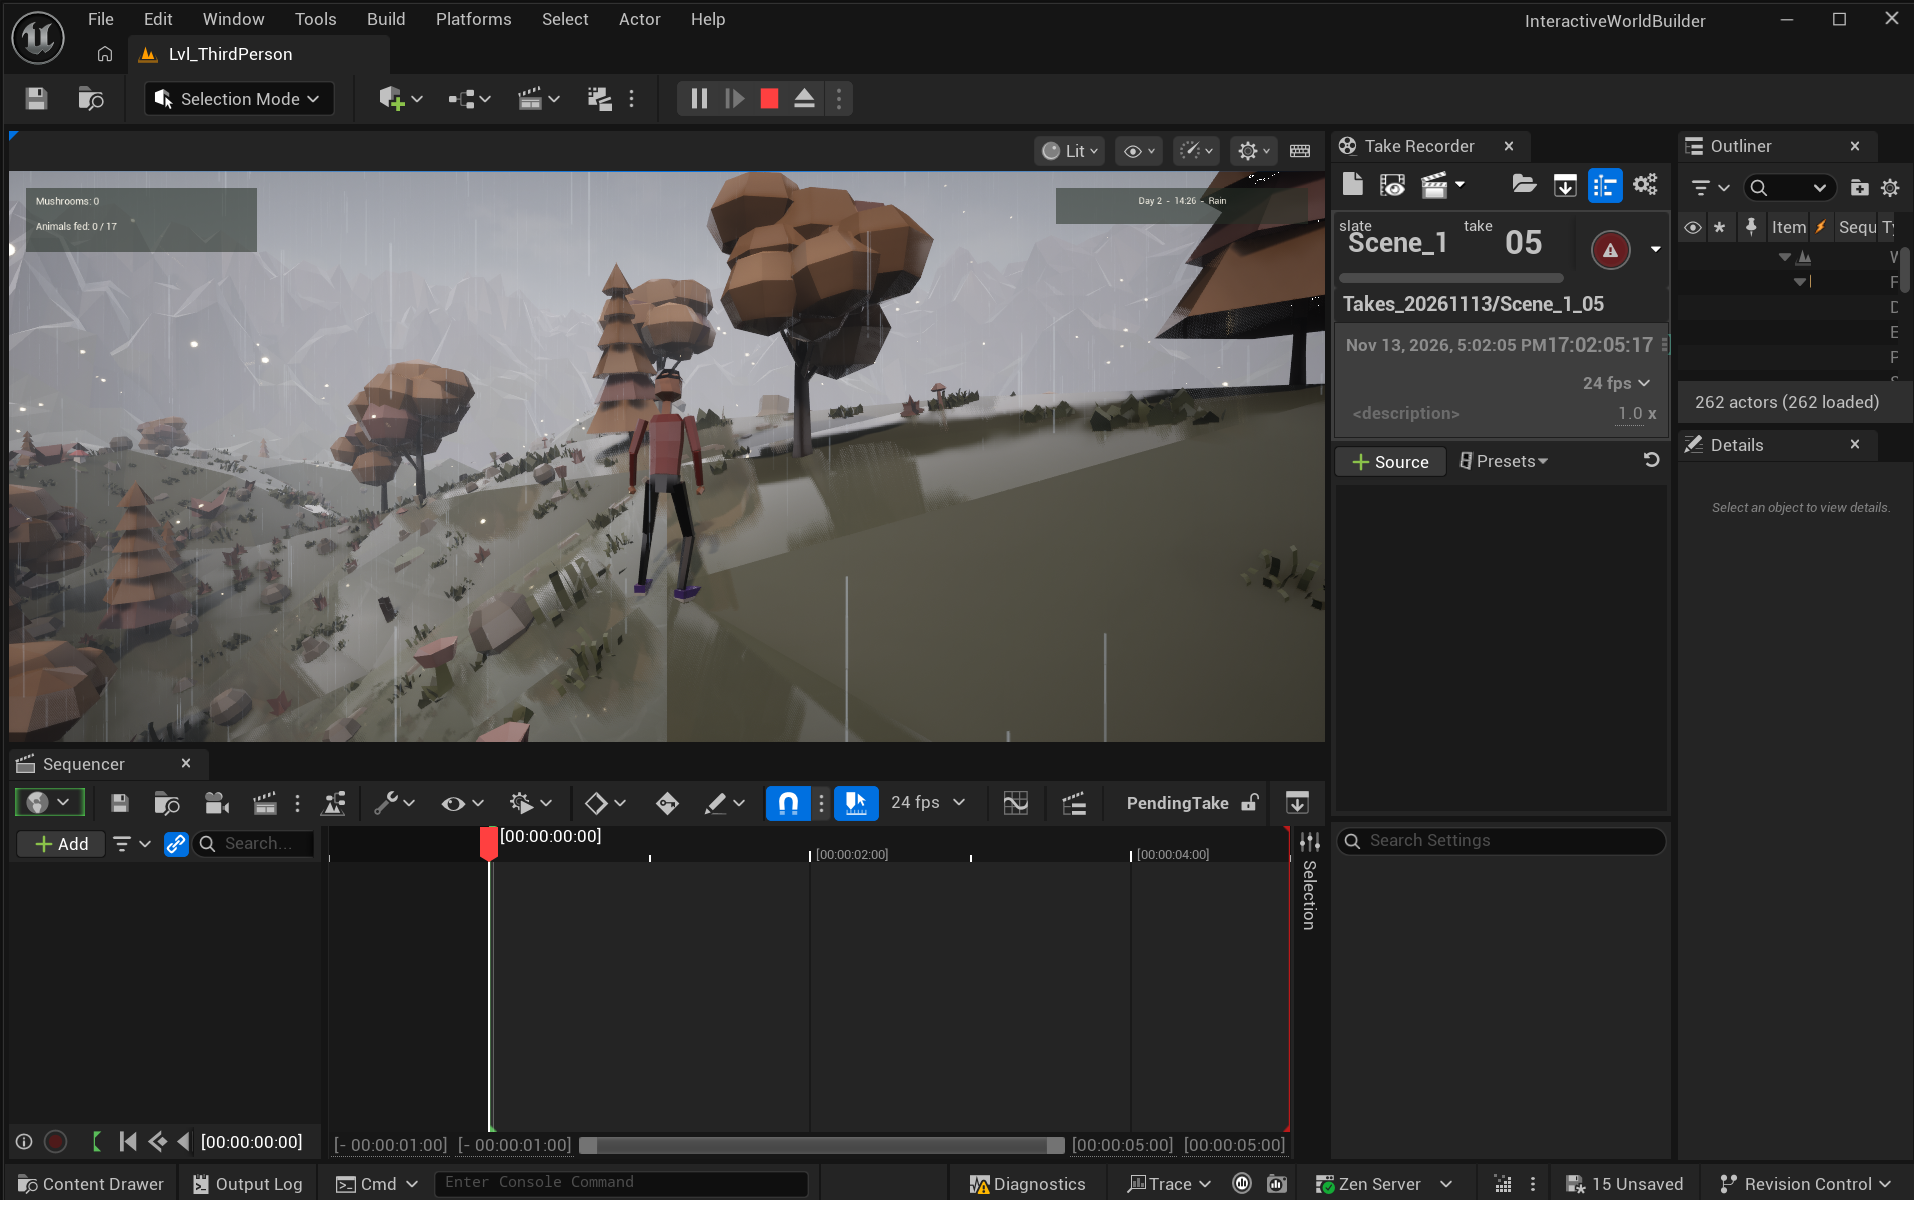 File Edit Window Tools Build Platforms Select Actor Help
InteractiveWorldBuilder
Lvl_ThirdPerson
Selection Mode
Lit
Mushrooms: 0
Animals fed: 0 / 17
Day 2 - 14:26 - Rain
Take Recorder
slate
Scene_1
take
05
Takes_20261113/Scene_1_05
Nov 13, 2026, 5:02:05 PM
17:02:05:17
24 fps
<description>
1.0 x
Source
Presets
Search Settings
Outliner
Item Sequ
262 actors (262 loaded)
Details
Select an object to view details.
Sequencer
24 fps
PendingTake
Add
Search...
[00:00:00:00]
[00:00:02:00]
[00:00:04:00]
Selection
[00:00:00:00]
[- 00:00:01:00] [- 00:00:01:00]
[00:00:05:00] [00:00:05:00]
Content Drawer
Output Log
Cmd
Enter Console Command
Diagnostics
Trace
Zen Server
15 Unsaved
Revision Control